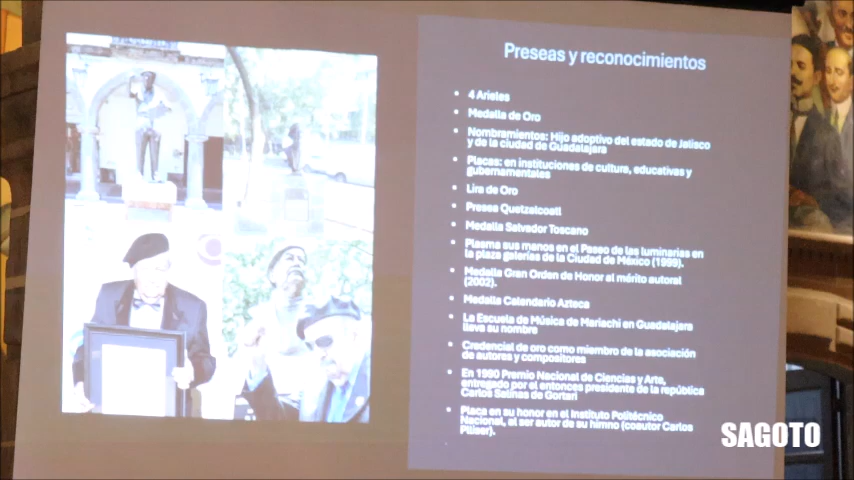 Preseas y reconocimientos
• 4 Arieles
• Medalla de Oro
• Nombramientos: Hijo adoptivo del estado de Jalisco
y de la ciudad de Guadalajara
• Placas: en instituciones de cultura, educativas y
gubernamentales
• Lira de Oro
• Presea Quetzalcoatl
• Medalla Salvador Toscano
• Plasma sus manos en el Paseo de las luminarias en
la plaza galerías de la Ciudad de México (1999).
• Medalla Gran Orden de Honor al mérito autoral
(2002).
• Medalla Calendario Azteca
• La Escuela de Música de Mariachi en Guadalajara
lleva su nombre
• Credencial de oro como miembro de la asociación
de autores y compositores
• En 1990 Premio Nacional de Ciencias y Arte,
entregado por el entonces presidente de la república
Carlos Salinas de Gortari
• Placa en su honor en el Instituto Politécnico
Nacional, al ser autor de su himno (coautor Carlos
SAGOTO